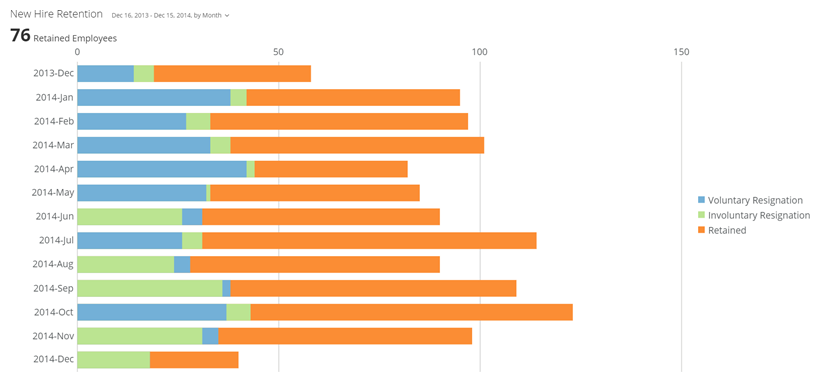 New Hire Retention Dec 16, 2013 - Dec 15, 2014, by Month
76 Retained Employees
0 50 100 150
2013-Dec
2014-Jan
2014-Feb
2014-Mar
2014-Apr
2014-May
2014-Jun
2014-Jul
2014-Aug
2014-Sep
2014-Oct
2014-Nov
2014-Dec
Voluntary Resignation
Involuntary Resignation
Retained